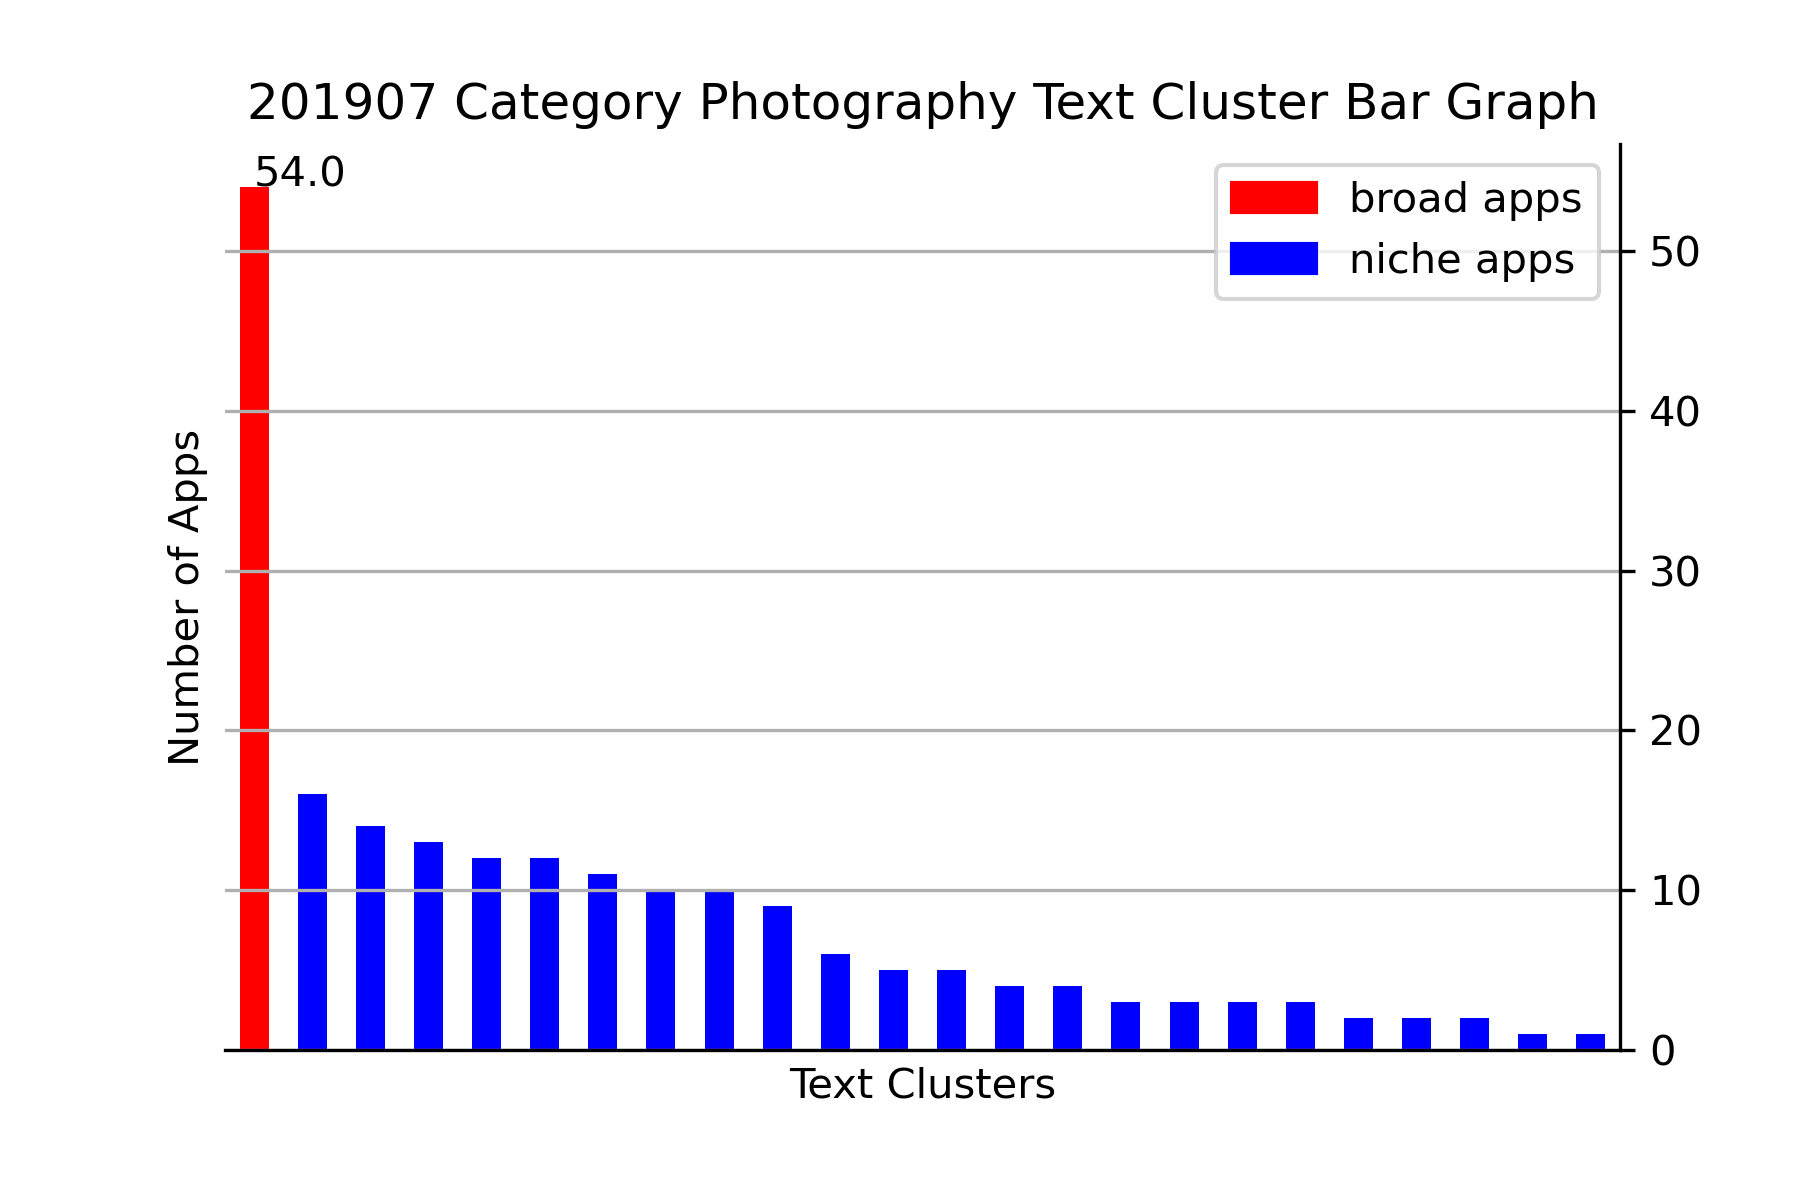 201907 Category Photography Text Cluster Bar Graph
54.0
broad apps
niche apps
50
40
30
20
10
0
Number of Apps
Text Clusters